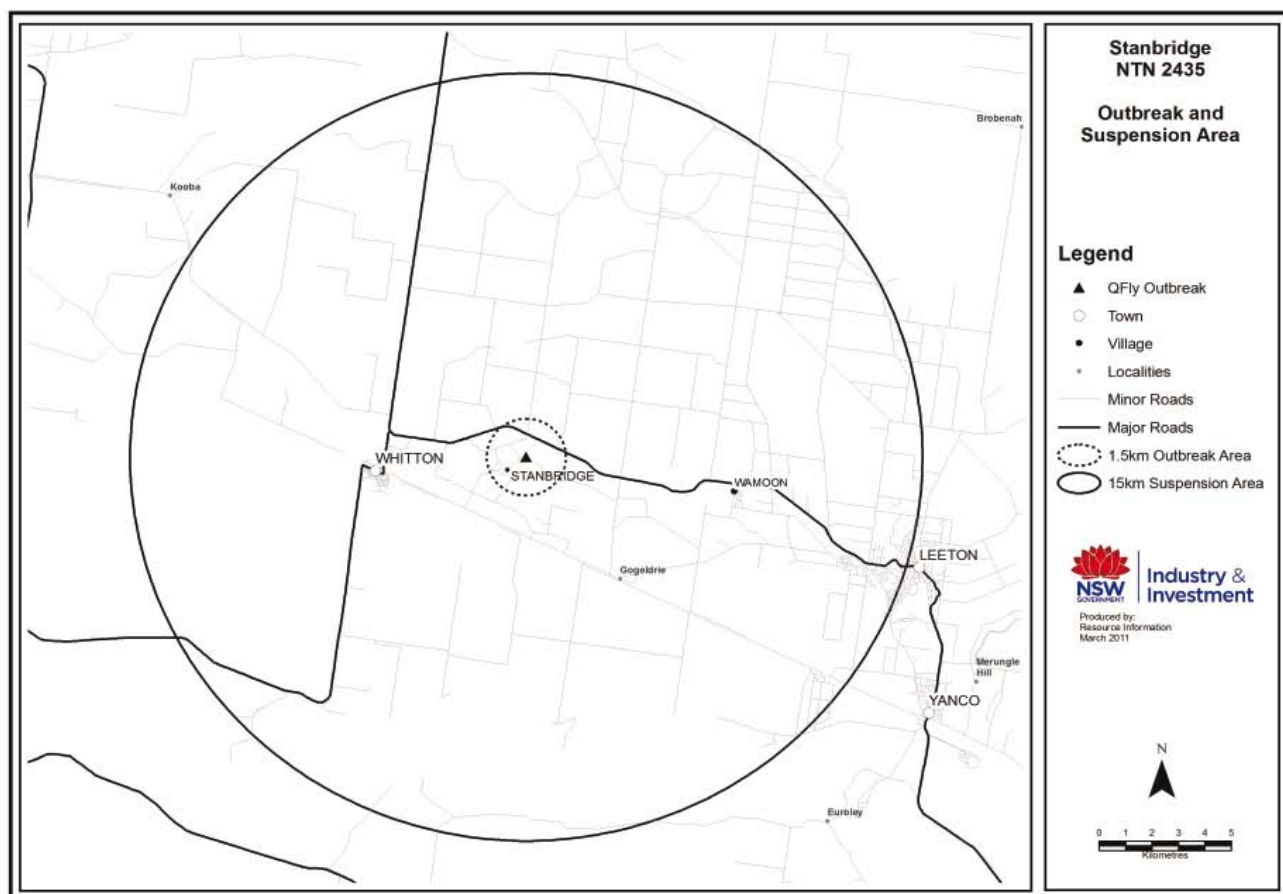 Stanbridge
NTN 2435
Outbreak and
Suspension Area
Brobenah
Kooba
WHITTON
STANBRIDGE
WAMOON
LEETON
Gogeldrie
Merungle
Hill
YANCO
Euroley
Legend
QFly Outbreak
Town
Village
Localities
Minor Roads
Major Roads
1.5km Outbreak Area
15km Suspension Area
NSW
GOVERNMENT
Industry &
Investment
Produced by:
Resource Information
March 2011
N
0 1 2 3 4 5
Kilometres